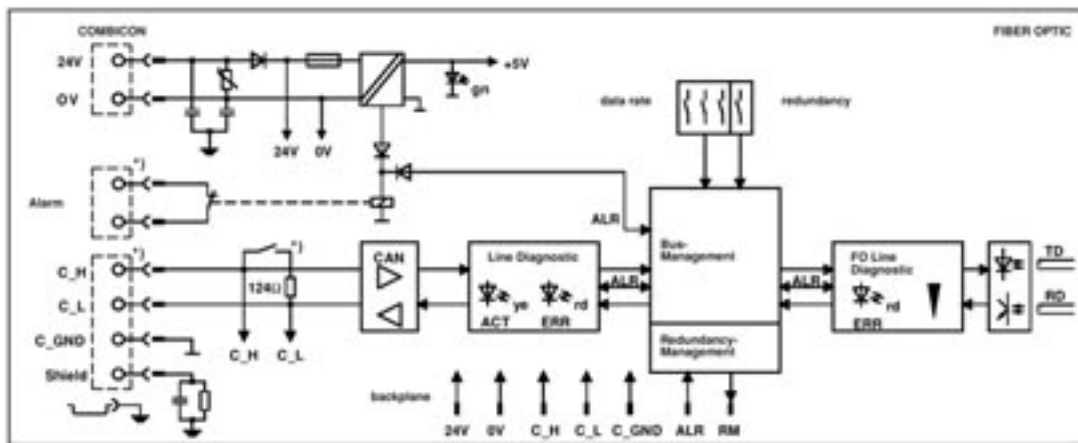 COMBICON
FIBER OPTIC
24V
0V
+5V
gn
24V 0V
data rate
redundancy
Alarm
*)
ALR
*)
C_H
C_L
C_GND
Shield
*)
124Ω
C_H C_L
CAN
Line Diagnostic
ye
rd
ACT
ERR
ALR
Bus-
Management
Redundancy-
Management
ALR
FO Line
Diagnostic
rd
ERR
TD
RD
backplane
24V 0V C_H C_L C_GND ALR RM